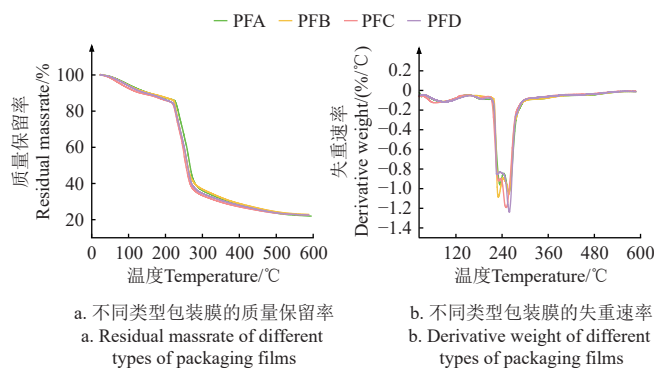 PFA PFB PFC PFD
质量保留率
Residual massrate/%
100
80
60
40
20
0 100 200 300 400 500 600
温度Temperature/℃
a. 不同类型包装膜的质量保留率
a. Residual massrate of different
types of packaging films
失重速率
Derivative weight/(%/℃)
0.2
0
−0.2
−0.4
−0.6
−0.8
−1.0
−1.2
−1.4
120 240 360 480 600
温度Temperature/℃
b. 不同类型包装膜的失重速率
b. Derivative weight of different
types of packaging films